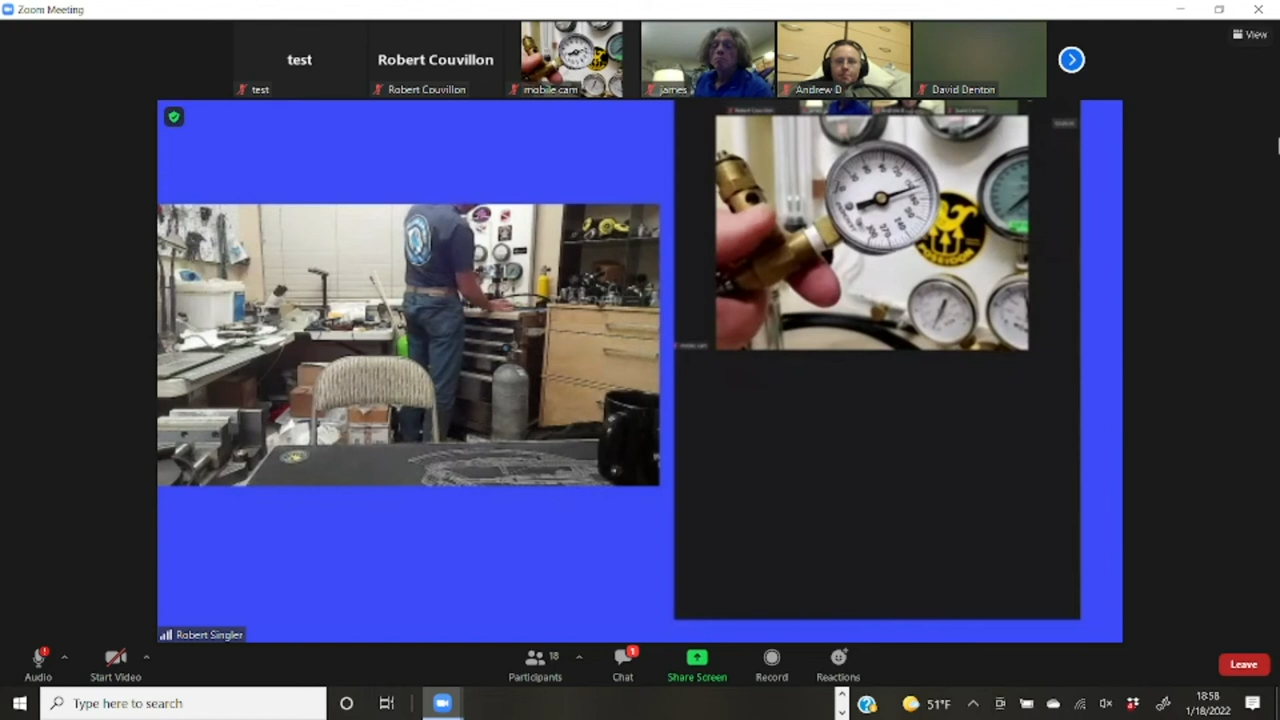 Zoom Meeting
View
test
Robert Couvillon
test
Robert Couvillon
mobile cam
james
Andrew D
David Denton
POSEIDON
Robert Singler
Audio
Start Video
18
Participants
1
Chat
Share Screen
Record
Reactions
Leave
Type here to search
51°F
18:58
1/18/2022